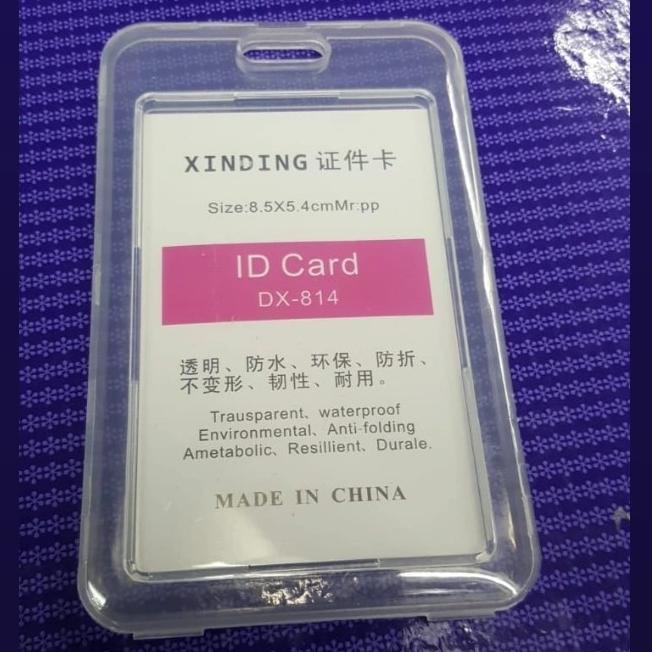 XINDING 证件卡
Size:8.5X5.4cmMr:pp
ID Card
DX-814
透明、防水、环保、防折、
不变形、韧性、耐用。
Transparent、waterproof
Environmental、Anti-folding
Ametabolic、Resillient、Durale.
MADE IN CHINA